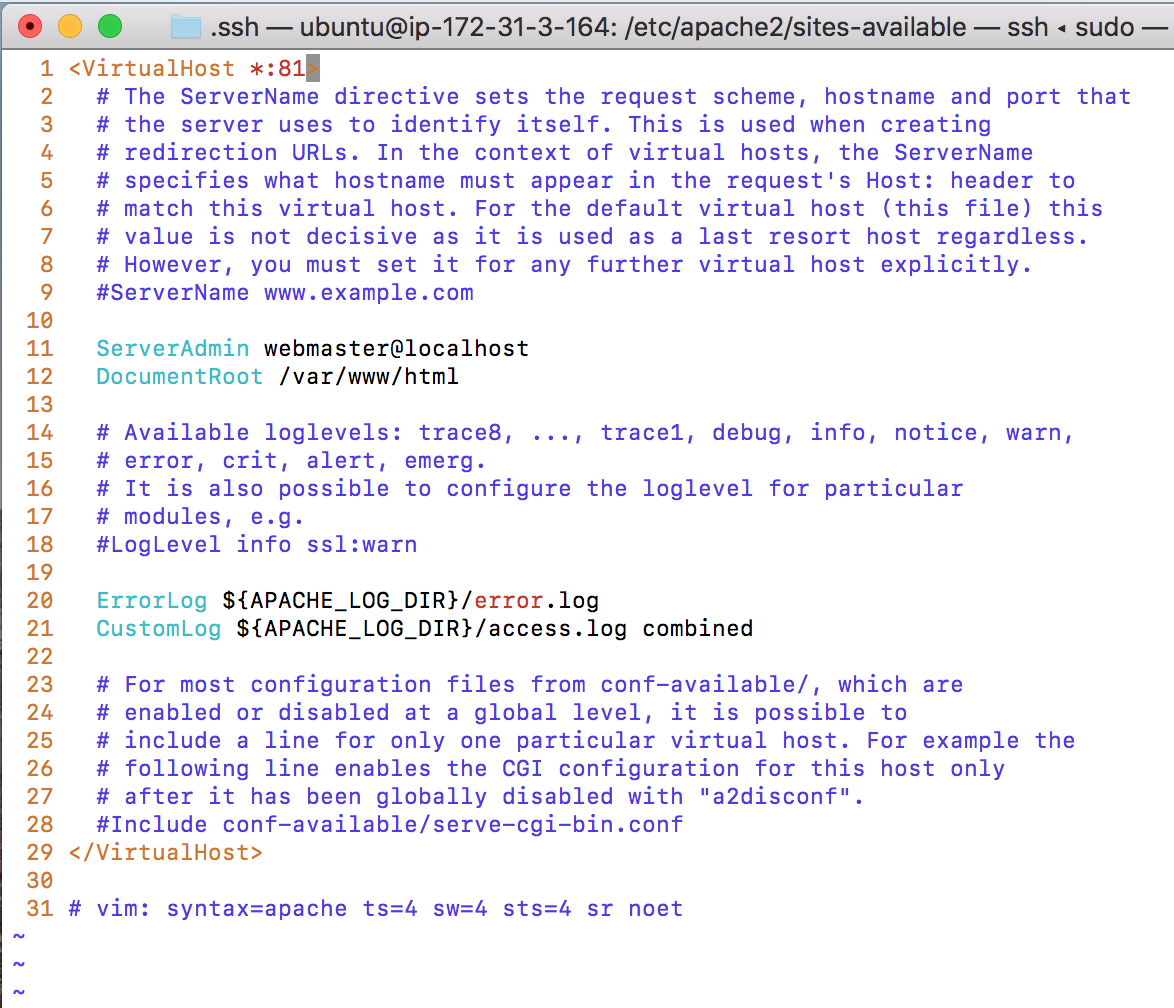 .ssh — ubuntu@ip-172-31-3-164: /etc/apache2/sites-available — ssh ◂ sudo —
1 <VirtualHost *:81>
2   # The ServerName directive sets the request scheme, hostname and port that
3   # the server uses to identify itself. This is used when creating
4   # redirection URLs. In the context of virtual hosts, the ServerName
5   # specifies what hostname must appear in the request's Host: header to
6   # match this virtual host. For the default virtual host (this file) this
7   # value is not decisive as it is used as a last resort host regardless.
8   # However, you must set it for any further virtual host explicitly.
9   #ServerName www.example.com
10
11   ServerAdmin webmaster@localhost
12   DocumentRoot /var/www/html
13
14   # Available loglevels: trace8, ..., trace1, debug, info, notice, warn,
15   # error, crit, alert, emerg.
16   # It is also possible to configure the loglevel for particular
17   # modules, e.g.
18   #LogLevel info ssl:warn
19
20   ErrorLog ${APACHE_LOG_DIR}/error.log
21   CustomLog ${APACHE_LOG_DIR}/access.log combined
22
23   # For most configuration files from conf-available/, which are
24   # enabled or disabled at a global level, it is possible to
25   # include a line for only one particular virtual host. For example the
26   # following line enables the CGI configuration for this host only
27   # after it has been globally disabled with "a2disconf".
28   #Include conf-available/serve-cgi-bin.conf
29 </VirtualHost>
30
31 # vim: syntax=apache ts=4 sw=4 sts=4 sr noet
~
~
~